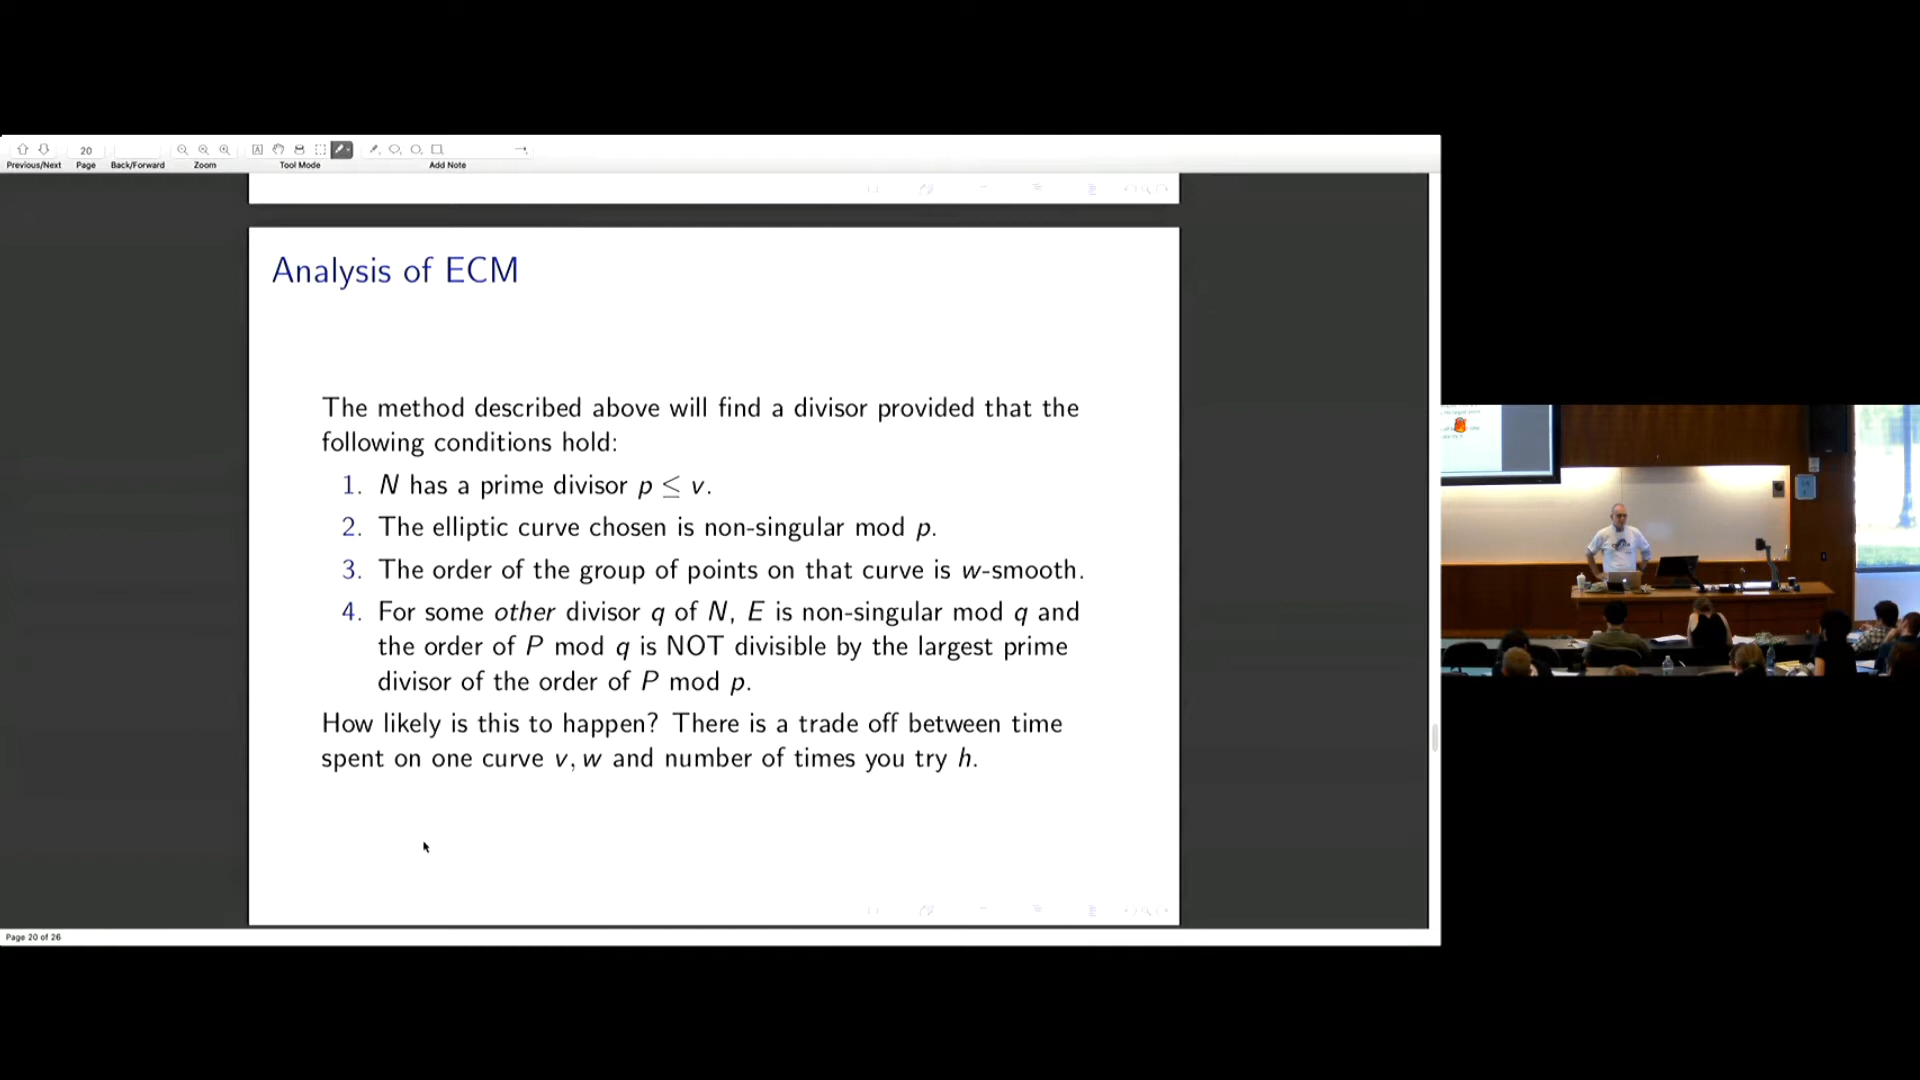 20
Previous/Next Page Back/Forward Zoom Tool Mode Add Note
Analysis of ECM
The method described above will find a divisor provided that the
following conditions hold:
1. N has a prime divisor p ≤ v.
2. The elliptic curve chosen is non-singular mod p.
3. The order of the group of points on that curve is w-smooth.
4. For some other divisor q of N, E is non-singular mod q and
the order of P mod q is NOT divisible by the largest prime
divisor of the order of P mod p.
How likely is this to happen? There is a trade off between time
spent on one curve v, w and number of times you try h.
Page 20 of 26